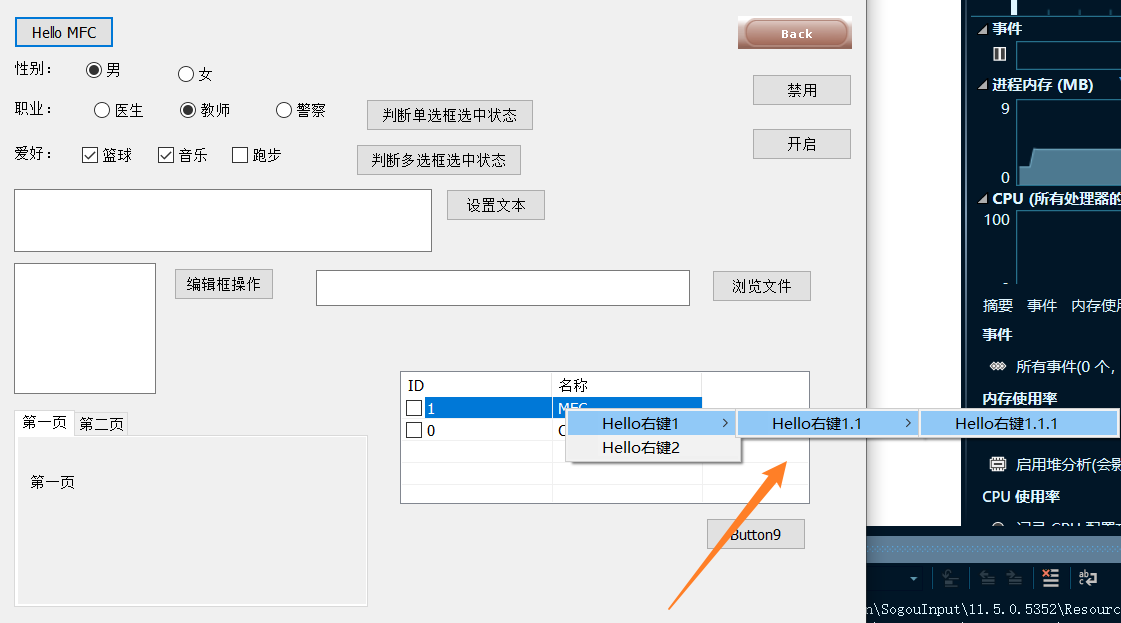 Hello MFC
Back
性别：
男
女
禁用
职业：
医生
教师
警察
判断单选框选中状态
开启
爱好：
篮球
音乐
跑步
判断多选框选中状态
设置文本
编辑框操作
浏览文件
ID
名称
1
MFC
0
Hello右键1
Hello右键1.1
Hello右键1.1.1
Hello右键2
第一页
第二页
第一页
Button9
事件
进程内存 (MB)
9
0
CPU (所有处理器的
100
摘要
事件
内存使用
事件
所有事件(0 个，
内存使用率
启用堆分析(会影
CPU 使用率
n\SogouInput\11.5.0.5352\Resourc